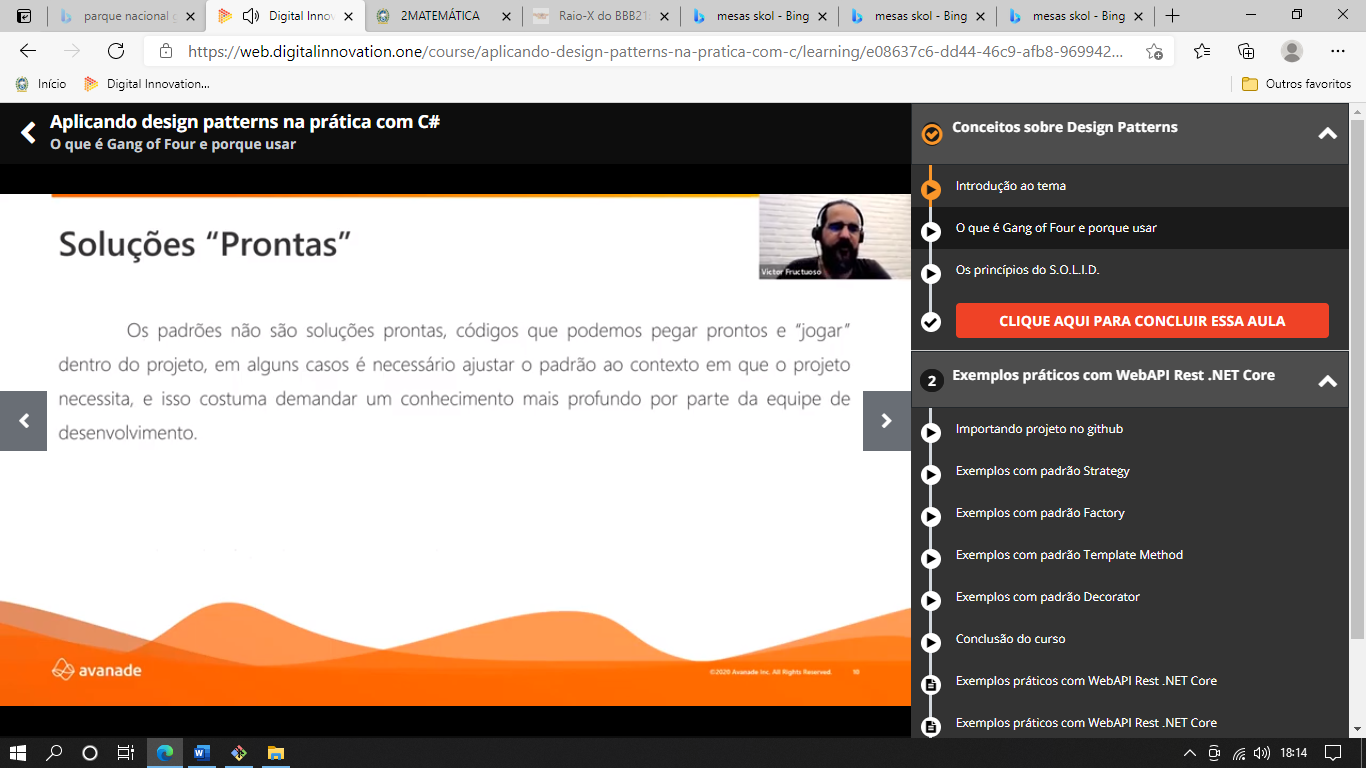 parque nacional g
Digital Inno
2MATEMÁTICA
Raio-X do BBB21:
mesas skol - Bing
mesas skol - Bing
mesas skol - Bing
https://web.digitalinnovation.one/course/aplicando-design-patterns-na-pratica-com-c/learning/e08637c6-dd44-46c9-afb8-969942...
Início
Digital Innovation...
Outros favoritos
Aplicando design patterns na prática com C#
O que é Gang of Four e porque usar
Soluções “Prontas”
Victor Fructuoso
Os padrões não são soluções prontas, códigos que podemos pegar prontos e “jogar”
dentro do projeto, em alguns casos é necessário ajustar o padrão ao contexto em que o projeto
necessita, e isso costuma demandar um conhecimento mais profundo por parte da equipe de
desenvolvimento.
avanade
©2020 Avanade Inc. All Rights Reserved.
10
Conceitos sobre Design Patterns
Introdução ao tema
O que é Gang of Four e porque usar
Os princípios do S.O.L.I.D.
CLIQUE AQUI PARA CONCLUIR ESSA AULA
2 Exemplos práticos com WebAPI Rest .NET Core
Importando projeto no github
Exemplos com padrão Strategy
Exemplos com padrão Factory
Exemplos com padrão Template Method
Exemplos com padrão Decorator
Conclusão do curso
Exemplos práticos com WebAPI Rest .NET Core
Exemplos práticos com WebAPI Rest .NET Core
18:14